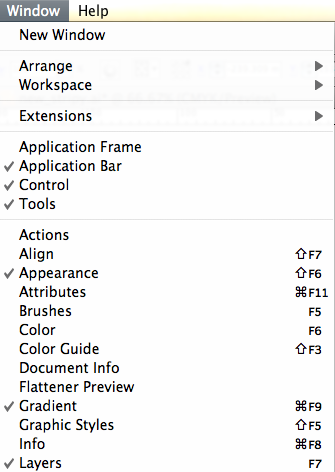 Window Help
New Window
Arrange
Workspace
Extensions
Application Frame
Application Bar
Control
Tools
Actions
Align ⇧F7
Appearance ⇧F6
Attributes ⌘F11
Brushes F5
Color F6
Color Guide ⇧F3
Document Info
Flattener Preview
Gradient ⌘F9
Graphic Styles ⇧F5
Info ⌘F8
Layers F7